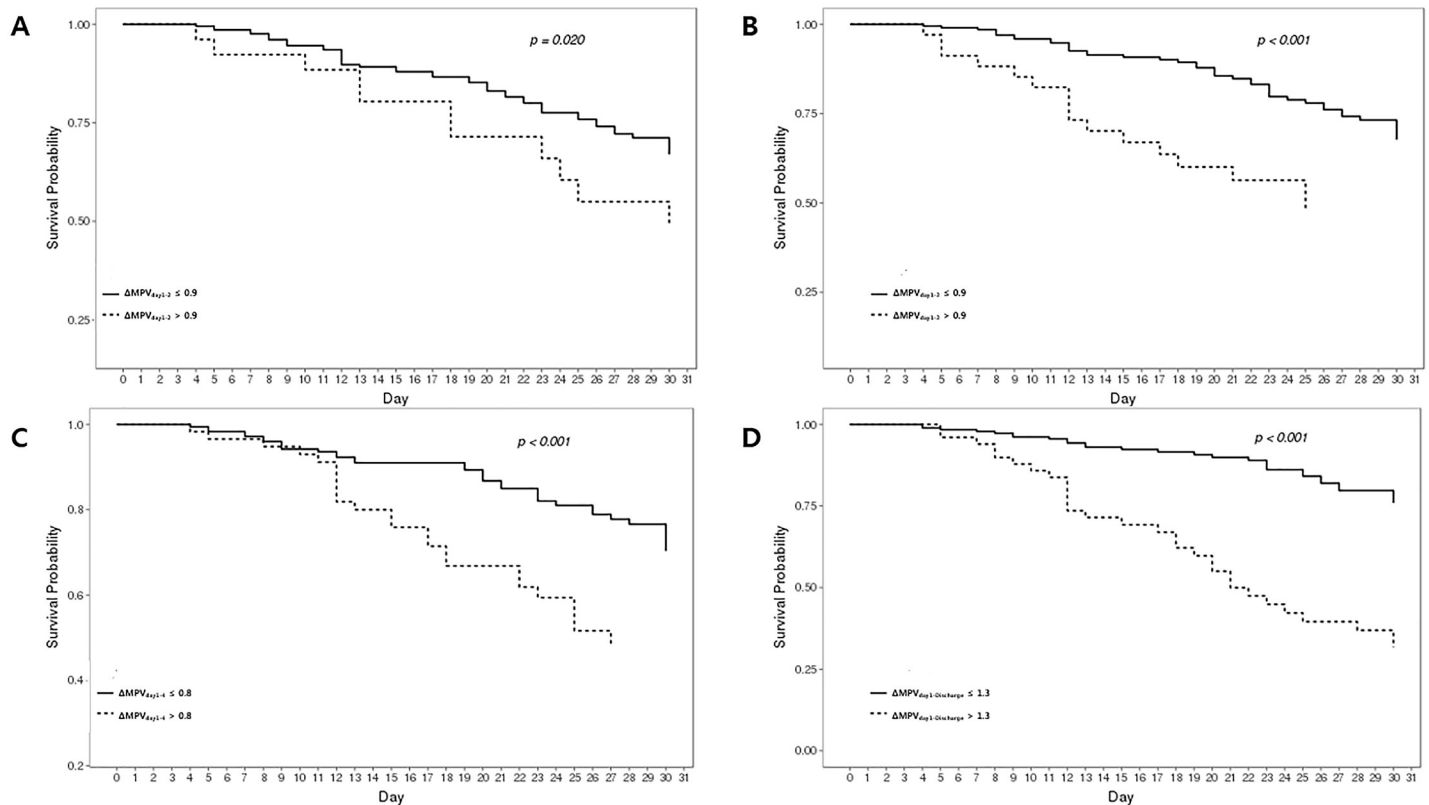 A
p = 0.020
1.00
0.75
0.50
0.25
Survival Probability
ΔMPVday1-2 ≤ 0.9
ΔMPVday1-2 > 0.9
0 1 2 3 4 5 6 7 8 9 10 11 12 13 14 15 16 17 18 19 20 21 22 23 24 25 26 27 28 29 30 31
Day
B
p < 0.001
1.00
0.75
0.50
0.25
Survival Probability
ΔMPVday1-3 ≤ 0.9
ΔMPVday1-3 > 0.9
0 1 2 3 4 5 6 7 8 9 10 11 12 13 14 15 16 17 18 19 20 21 22 23 24 25 26 27 28 29 30 31
Day
C
p < 0.001
1.0
0.8
0.6
0.4
0.2
Survival Probability
ΔMPVday1-4 ≤ 0.8
ΔMPVday1-4 > 0.8
0 1 2 3 4 5 6 7 8 9 10 11 12 13 14 15 16 17 18 19 20 21 22 23 24 25 26 27 28 29 30 31
Day
D
p < 0.001
1.00
0.75
0.50
0.25
0.00
Survival Probability
ΔMPVday1-Discharge ≤ 1.3
ΔMPVday1-Discharge > 1.3
0 1 2 3 4 5 6 7 8 9 10 11 12 13 14 15 16 17 18 19 20 21 22 23 24 25 26 27 28 29 30 31
Day